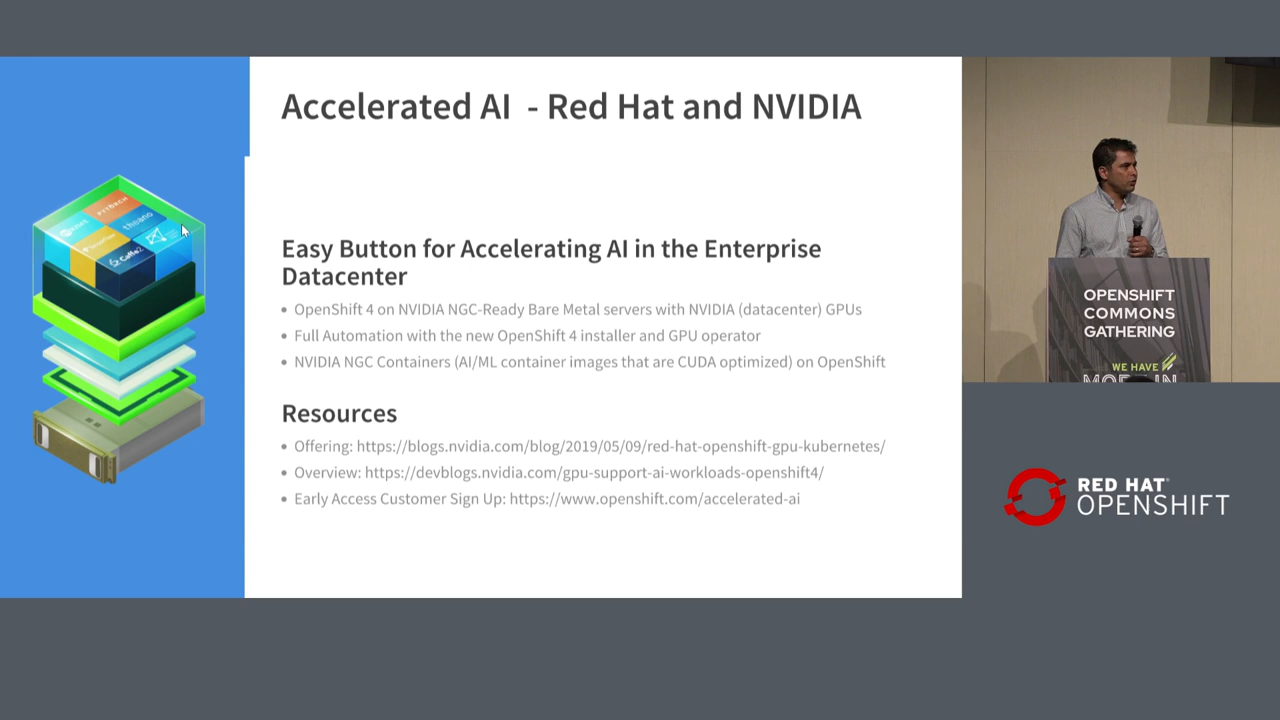 Accelerated AI - Red Hat and NVIDIA
Easy Button for Accelerating AI in the Enterprise
Datacenter
OpenShift 4 on NVIDIA NGC-Ready Bare Metal servers with NVIDIA (datacenter) GPUs
Full Automation with the new OpenShift 4 installer and GPU operator
NVIDIA NGC Containers (AI/ML container images that are CUDA optimized) on OpenShift
Resources
Offering: https://blogs.nvidia.com/blog/2019/05/09/red-hat-openshift-gpu-kubernetes/
Overview: https://devblogs.nvidia.com/gpu-support-ai-workloads-openshift4/
Early Access Customer Sign Up: https://www.openshift.com/accelerated-ai
PYTORCH
theano
Caffe2
OPENSHIFT
COMMONS
GATHERING
WE HAVE
RED HAT
OPENSHIFT